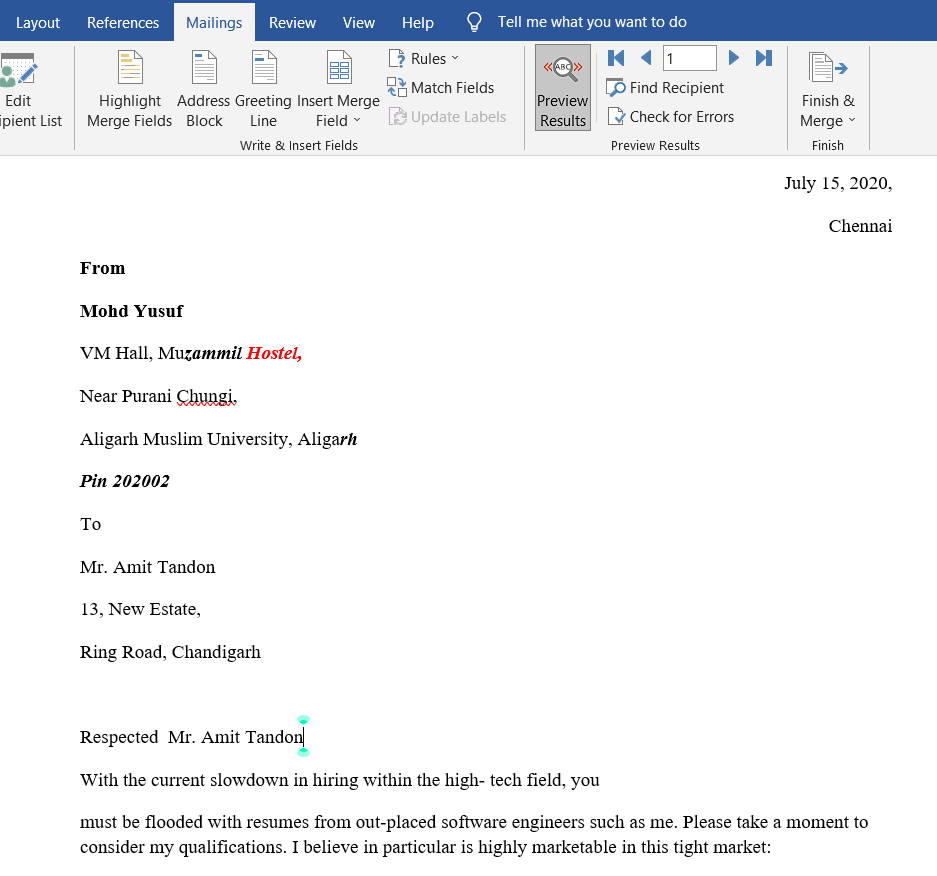 Layout References Mailings Review View Help Tell me what you want to do
Edit
ipient List
Highlight
Merge Fields
Address
Block
Greeting
Line
Insert Merge
Field
Rules
Match Fields
Update Labels
Write & Insert Fields
«ABC»
Preview
Results
1
Find Recipient
Check for Errors
Preview Results
Finish &
Merge
Finish
July 15, 2020,
Chennai
From
Mohd Yusuf
VM Hall, Muzammil Hostel,
Near Purani Chungi,
Aligarh Muslim University, Aligarh
Pin 202002
To
Mr. Amit Tandon
13, New Estate,
Ring Road, Chandigarh
Respected  Mr. Amit Tandon
With the current slowdown in hiring within the high- tech field, you
must be flooded with resumes from out-placed software engineers such as me. Please take a moment to
consider my qualifications. I believe in particular is highly marketable in this tight market: